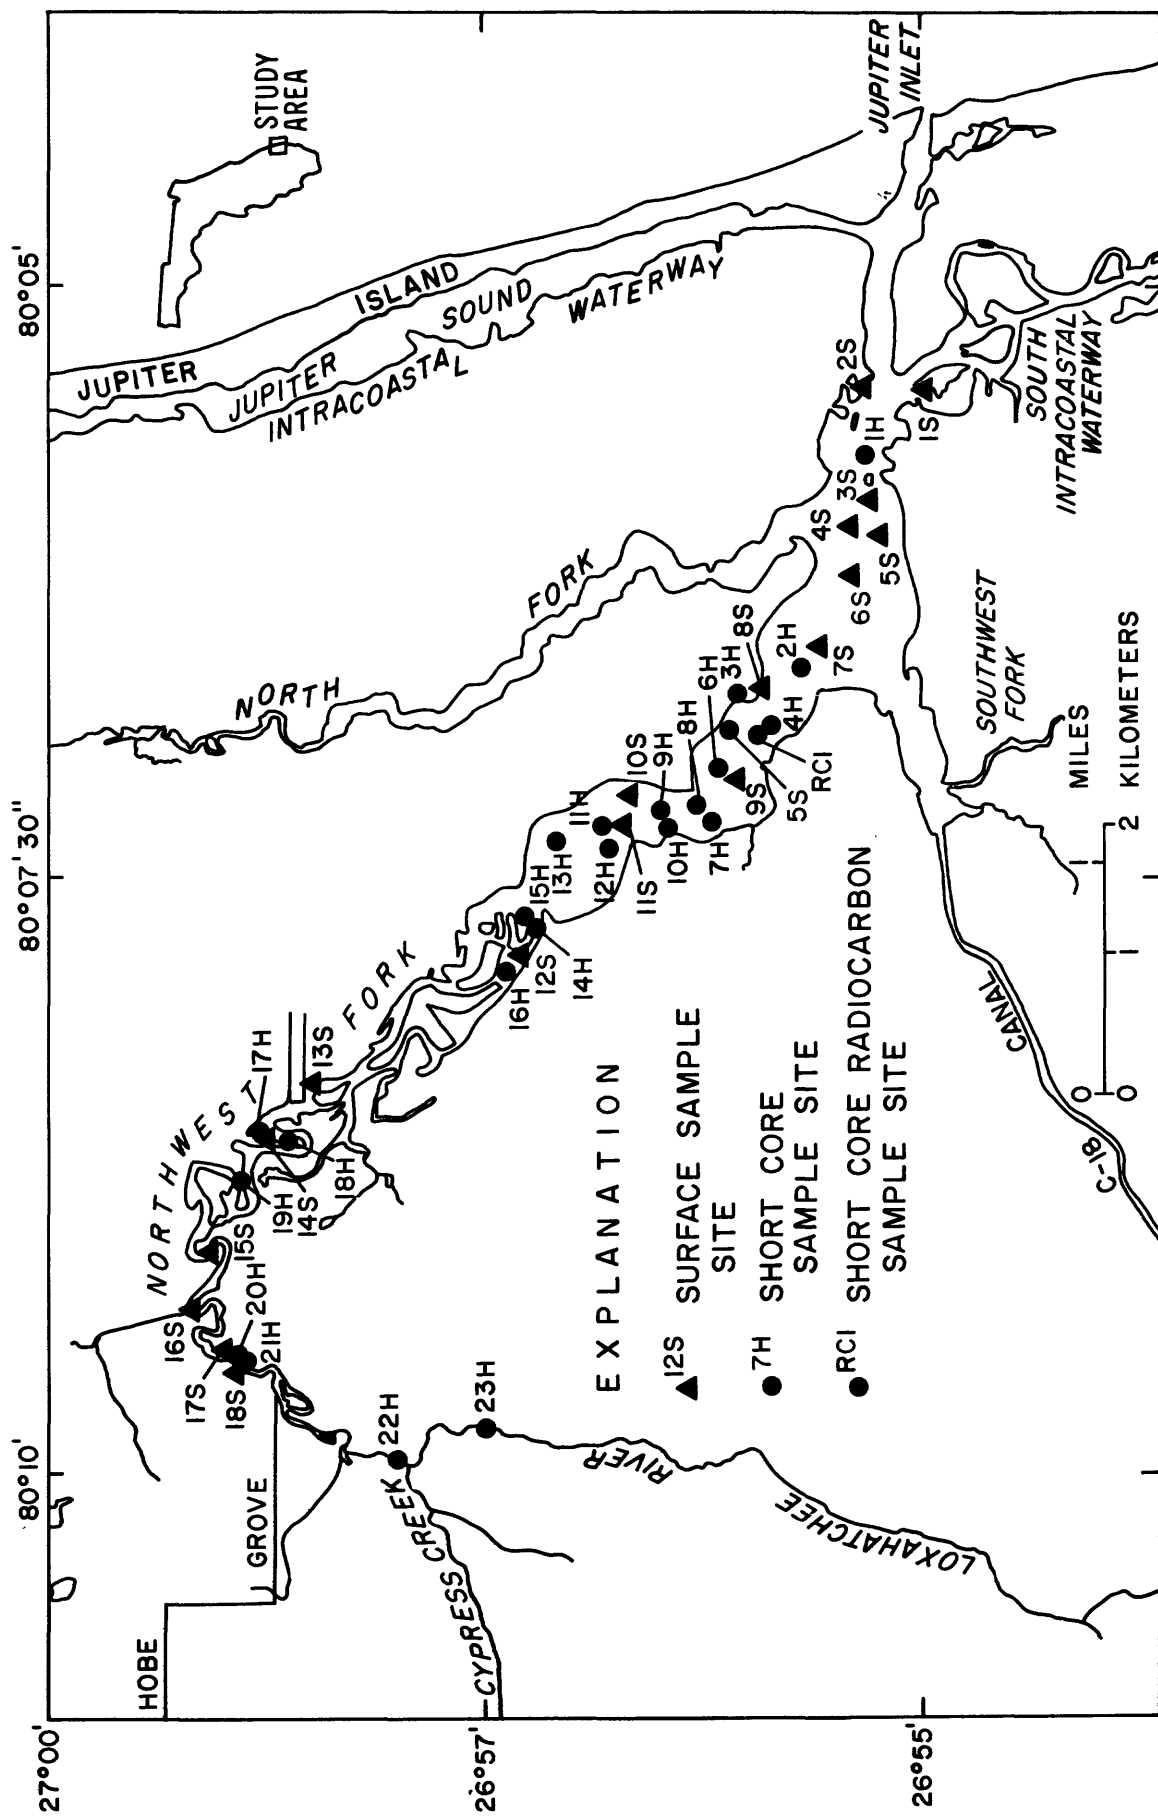 80°10'
80°07'30"
80°05'
27°00'
26°57
26°55
HOBE
GROVE
STUDY
AREA
JUPITER
ISLAND
JUPITER
SOUND
INTRACOASTAL
WATERWAY
NORTHWEST
FORK
NORTH
FORK
16S
17S
18S
20H
21H
15S
19H
14S
18H
17H
13S
22H
23H
CYPRESS CREEK
LOXAHATCHEE
RIVER
16H
12S
14H
15H
13H
11H
12H
11S
10S
9H
10H
8H
7H
6H
9S
3H
5S
RCI
8S
4H
2H
7S
6S
4S
5S
3S
1H
2S
1S
JUPITER
INLET
SOUTH
INTRACOASTAL
WATERWAY
SOUTHWEST
FORK
C-18
CANAL
EXPLANATION
12S SURFACE SAMPLE
SITE
7H SHORT CORE
SAMPLE SITE
RCI SHORT CORE RADIOCARBON
SAMPLE SITE
0 1 MILES
0 1 2 KILOMETERS